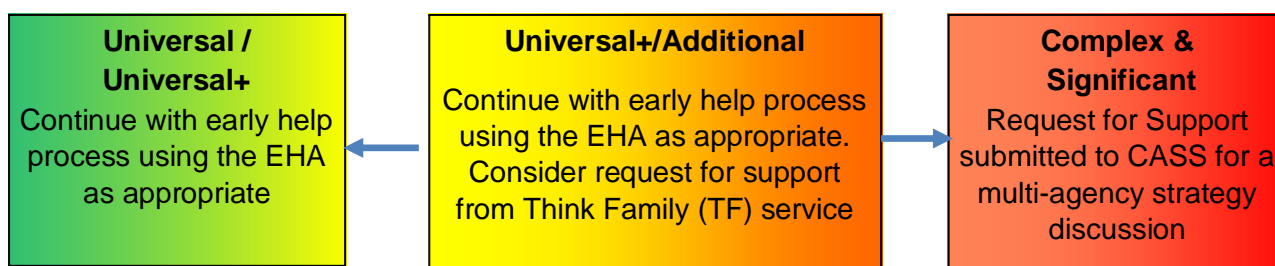 Universal /
Universal+
Continue with early help
process using the EHA
as appropriate
Universal+/Additional
Continue with early help process
using the EHA as appropriate.
Consider request for support
from Think Family (TF) service
Complex &
Significant
Request for Support
submitted to CASS for a
multi-agency strategy
discussion